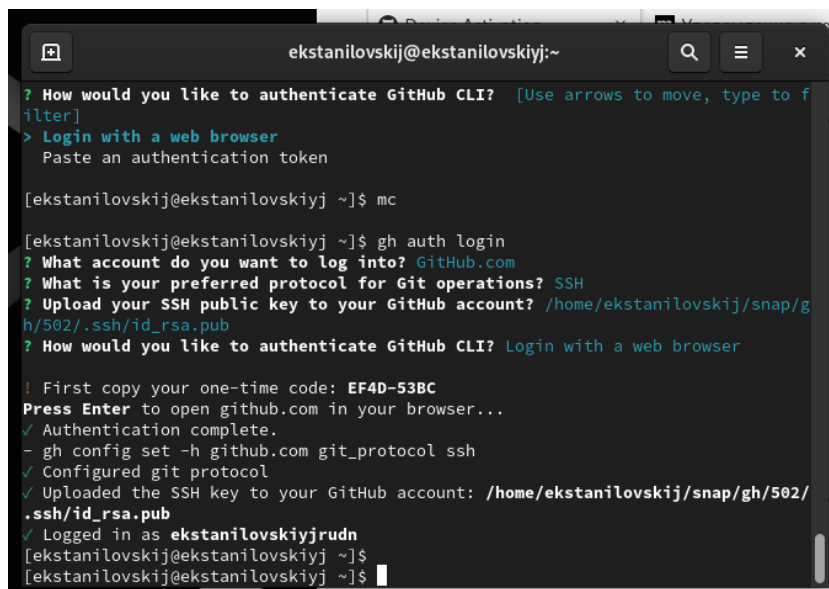 Device Activation
ekstanilovskij@ekstanilovskiyj:~
? How would you like to authenticate GitHub CLI?  [Use arrows to move, type to f
ilter]
> Login with a web browser
  Paste an authentication token
[ekstanilovskij@ekstanilovskiyj ~]$ mc
[ekstanilovskij@ekstanilovskiyj ~]$ gh auth login
? What account do you want to log into? GitHub.com
? What is your preferred protocol for Git operations? SSH
? Upload your SSH public key to your GitHub account? /home/ekstanilovskij/snap/g
h/502/.ssh/id_rsa.pub
? How would you like to authenticate GitHub CLI? Login with a web browser
! First copy your one-time code: EF4D-53BC
Press Enter to open github.com in your browser...
✓ Authentication complete.
- gh config set -h github.com git_protocol ssh
✓ Configured git protocol
✓ Uploaded the SSH key to your GitHub account: /home/ekstanilovskij/snap/gh/502/
.ssh/id_rsa.pub
✓ Logged in as ekstanilovskiyjrudn
[ekstanilovskij@ekstanilovskiyj ~]$
[ekstanilovskij@ekstanilovskiyj ~]$